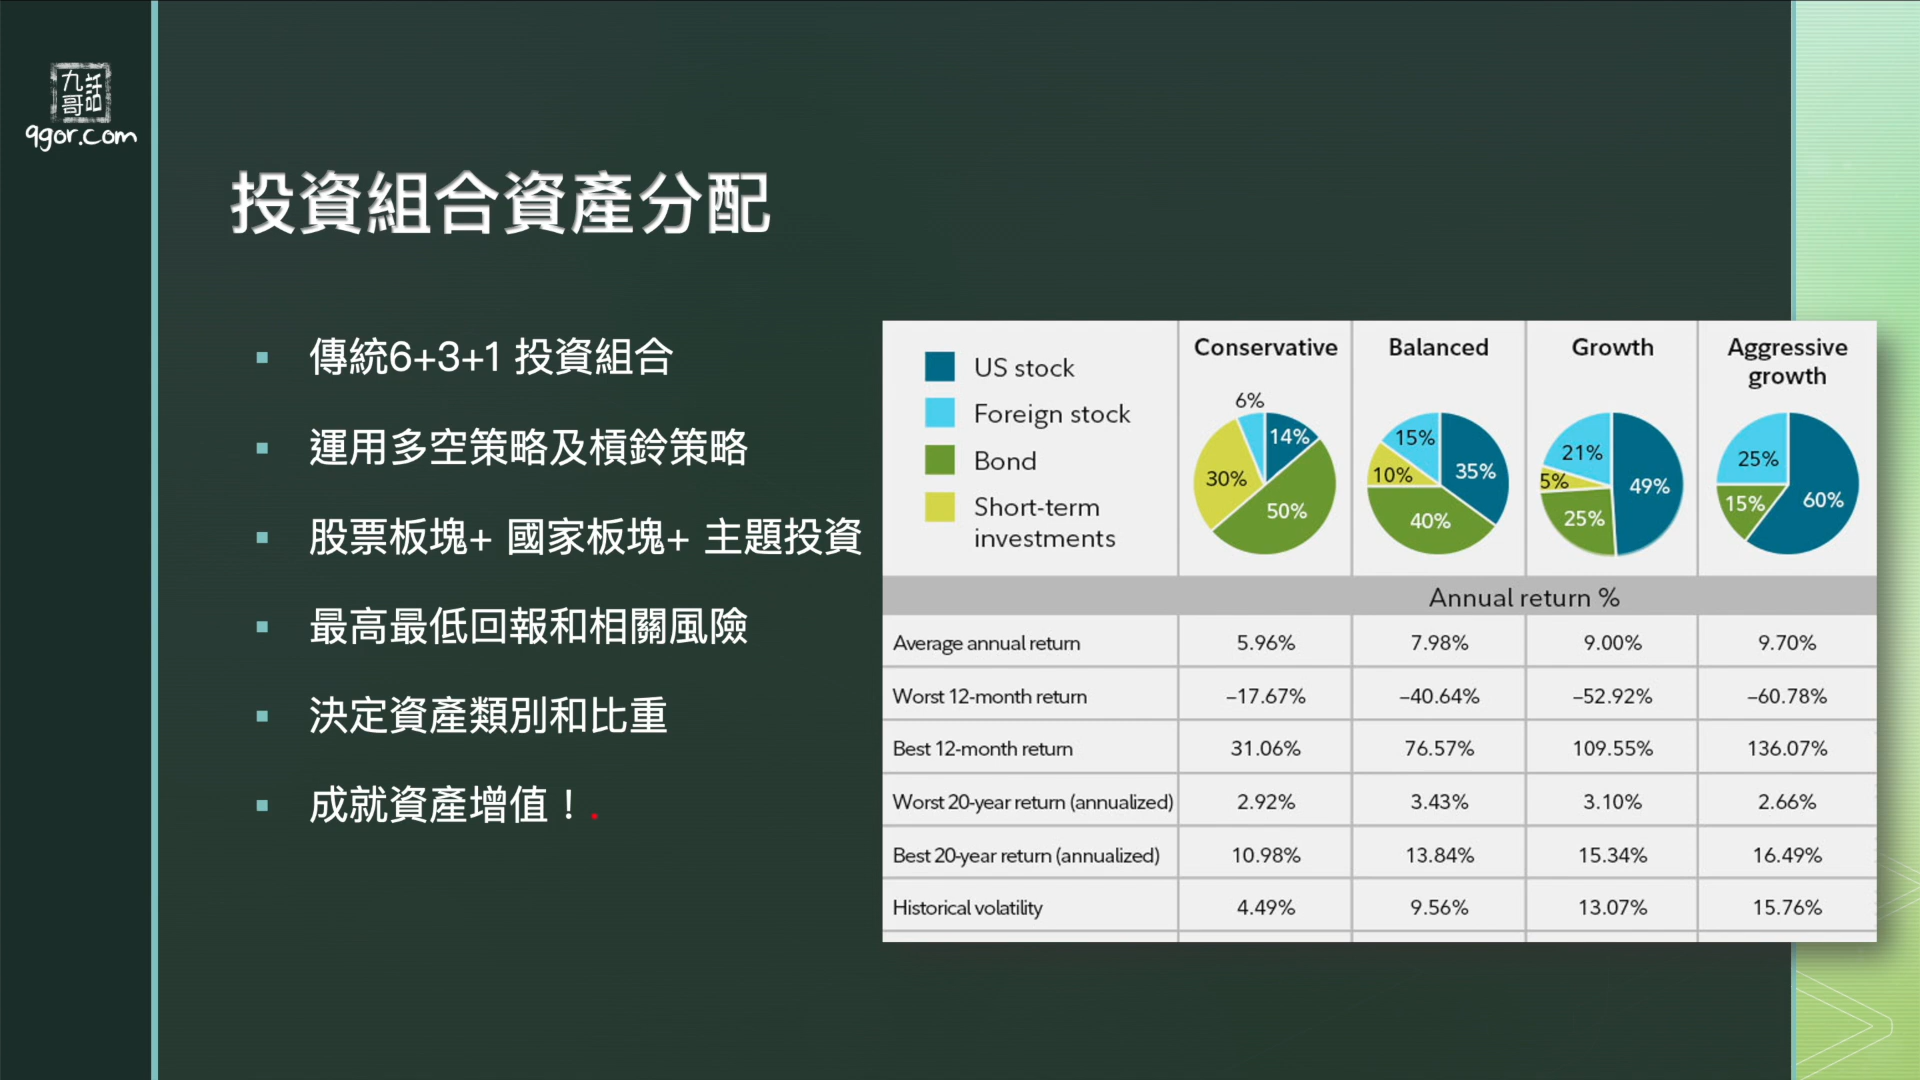 九哥話
9gor.com
投資組合資產分配
▪ 傳統6+3+1 投資組合
▪ 運用多空策略及槓鈴策略
▪ 股票板塊+ 國家板塊+ 主題投資
▪ 最高最低回報和相關風險
▪ 決定資產類別和比重
▪ 成就資產增值！.
US stock
Foreign stock
Bond
Short-term
investments
Conservative
6%
14%
30%
50%
Balanced
15%
35%
10%
40%
Growth
21%
49%
5%
25%
Aggressive
growth
25%
60%
15%
Annual return %
Average annual return 5.96% 7.98% 9.00% 9.70%
Worst 12-month return –17.67% –40.64% –52.92% –60.78%
Best 12-month return 31.06% 76.57% 109.55% 136.07%
Worst 20-year return (annualized) 2.92% 3.43% 3.10% 2.66%
Best 20-year return (annualized) 10.98% 13.84% 15.34% 16.49%
Historical volatility 4.49% 9.56% 13.07% 15.76%